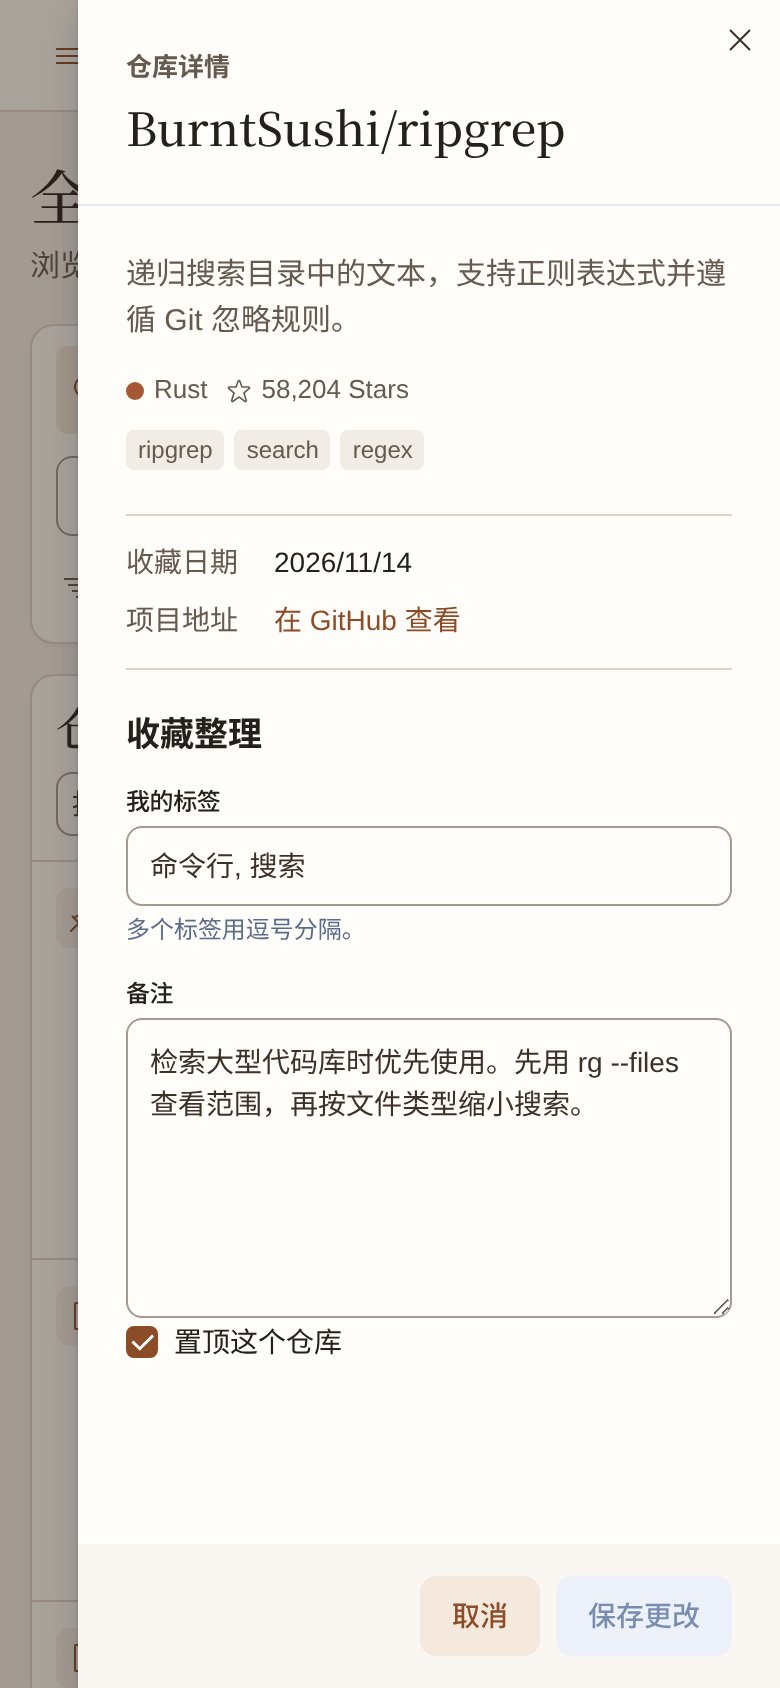 仓库详情
BurntSushi/ripgrep
递归搜索目录中的文本，支持正则表达式并遵
循 Git 忽略规则。
Rust 58,204 Stars
ripgrep search regex
收藏日期 2026/11/14
项目地址 在 GitHub 查看
收藏整理
我的标签
命令行, 搜索
多个标签用逗号分隔。
备注
检索大型代码库时优先使用。先用 rg --files
查看范围，再按文件类型缩小搜索。
置顶这个仓库
取消 保存更改
全
浏览